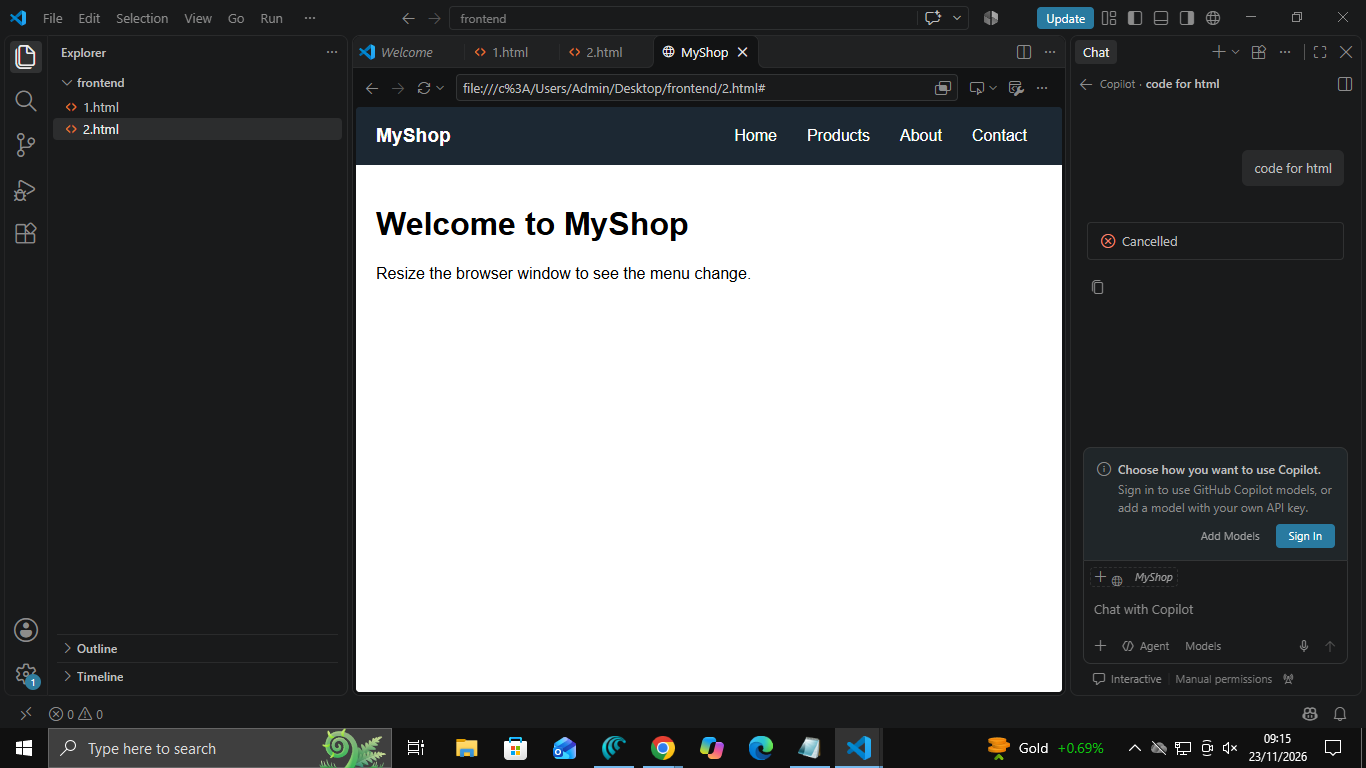 File Edit Selection View Go Run ···
frontend
Update
Explorer
frontend
1.html
2.html
Outline
Timeline
1
Welcome
1.html
2.html
MyShop
file:///c%3A/Users/Admin/Desktop/frontend/2.html#
MyShop
Home Products About Contact
Welcome to MyShop
Resize the browser window to see the menu change.
Chat
Copilot · code for html
code for html
Cancelled
Choose how you want to use Copilot.
Sign in to use GitHub Copilot models, or
add a model with your own API key.
Add Models Sign In
MyShop
Chat with Copilot
Agent Models
Interactive Manual permissions
0 0
Type here to search
Gold +0.69%
09:15
23/11/2026